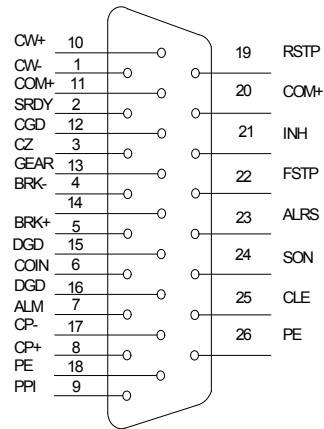 CW+ 10
CW- 1
COM+ 11
SRDY 2
CGD 12
CZ 3
GEAR 13
BRK- 4
14
BRK+ 5
DGD 15
COIN 6
DGD 16
ALM 7
CP- 17
CP+ 8
PE 18
PPI 9
19 RSTP
20 COM+
21 INH
22 FSTP
23 ALRS
24 SON
25 CLE
26 PE